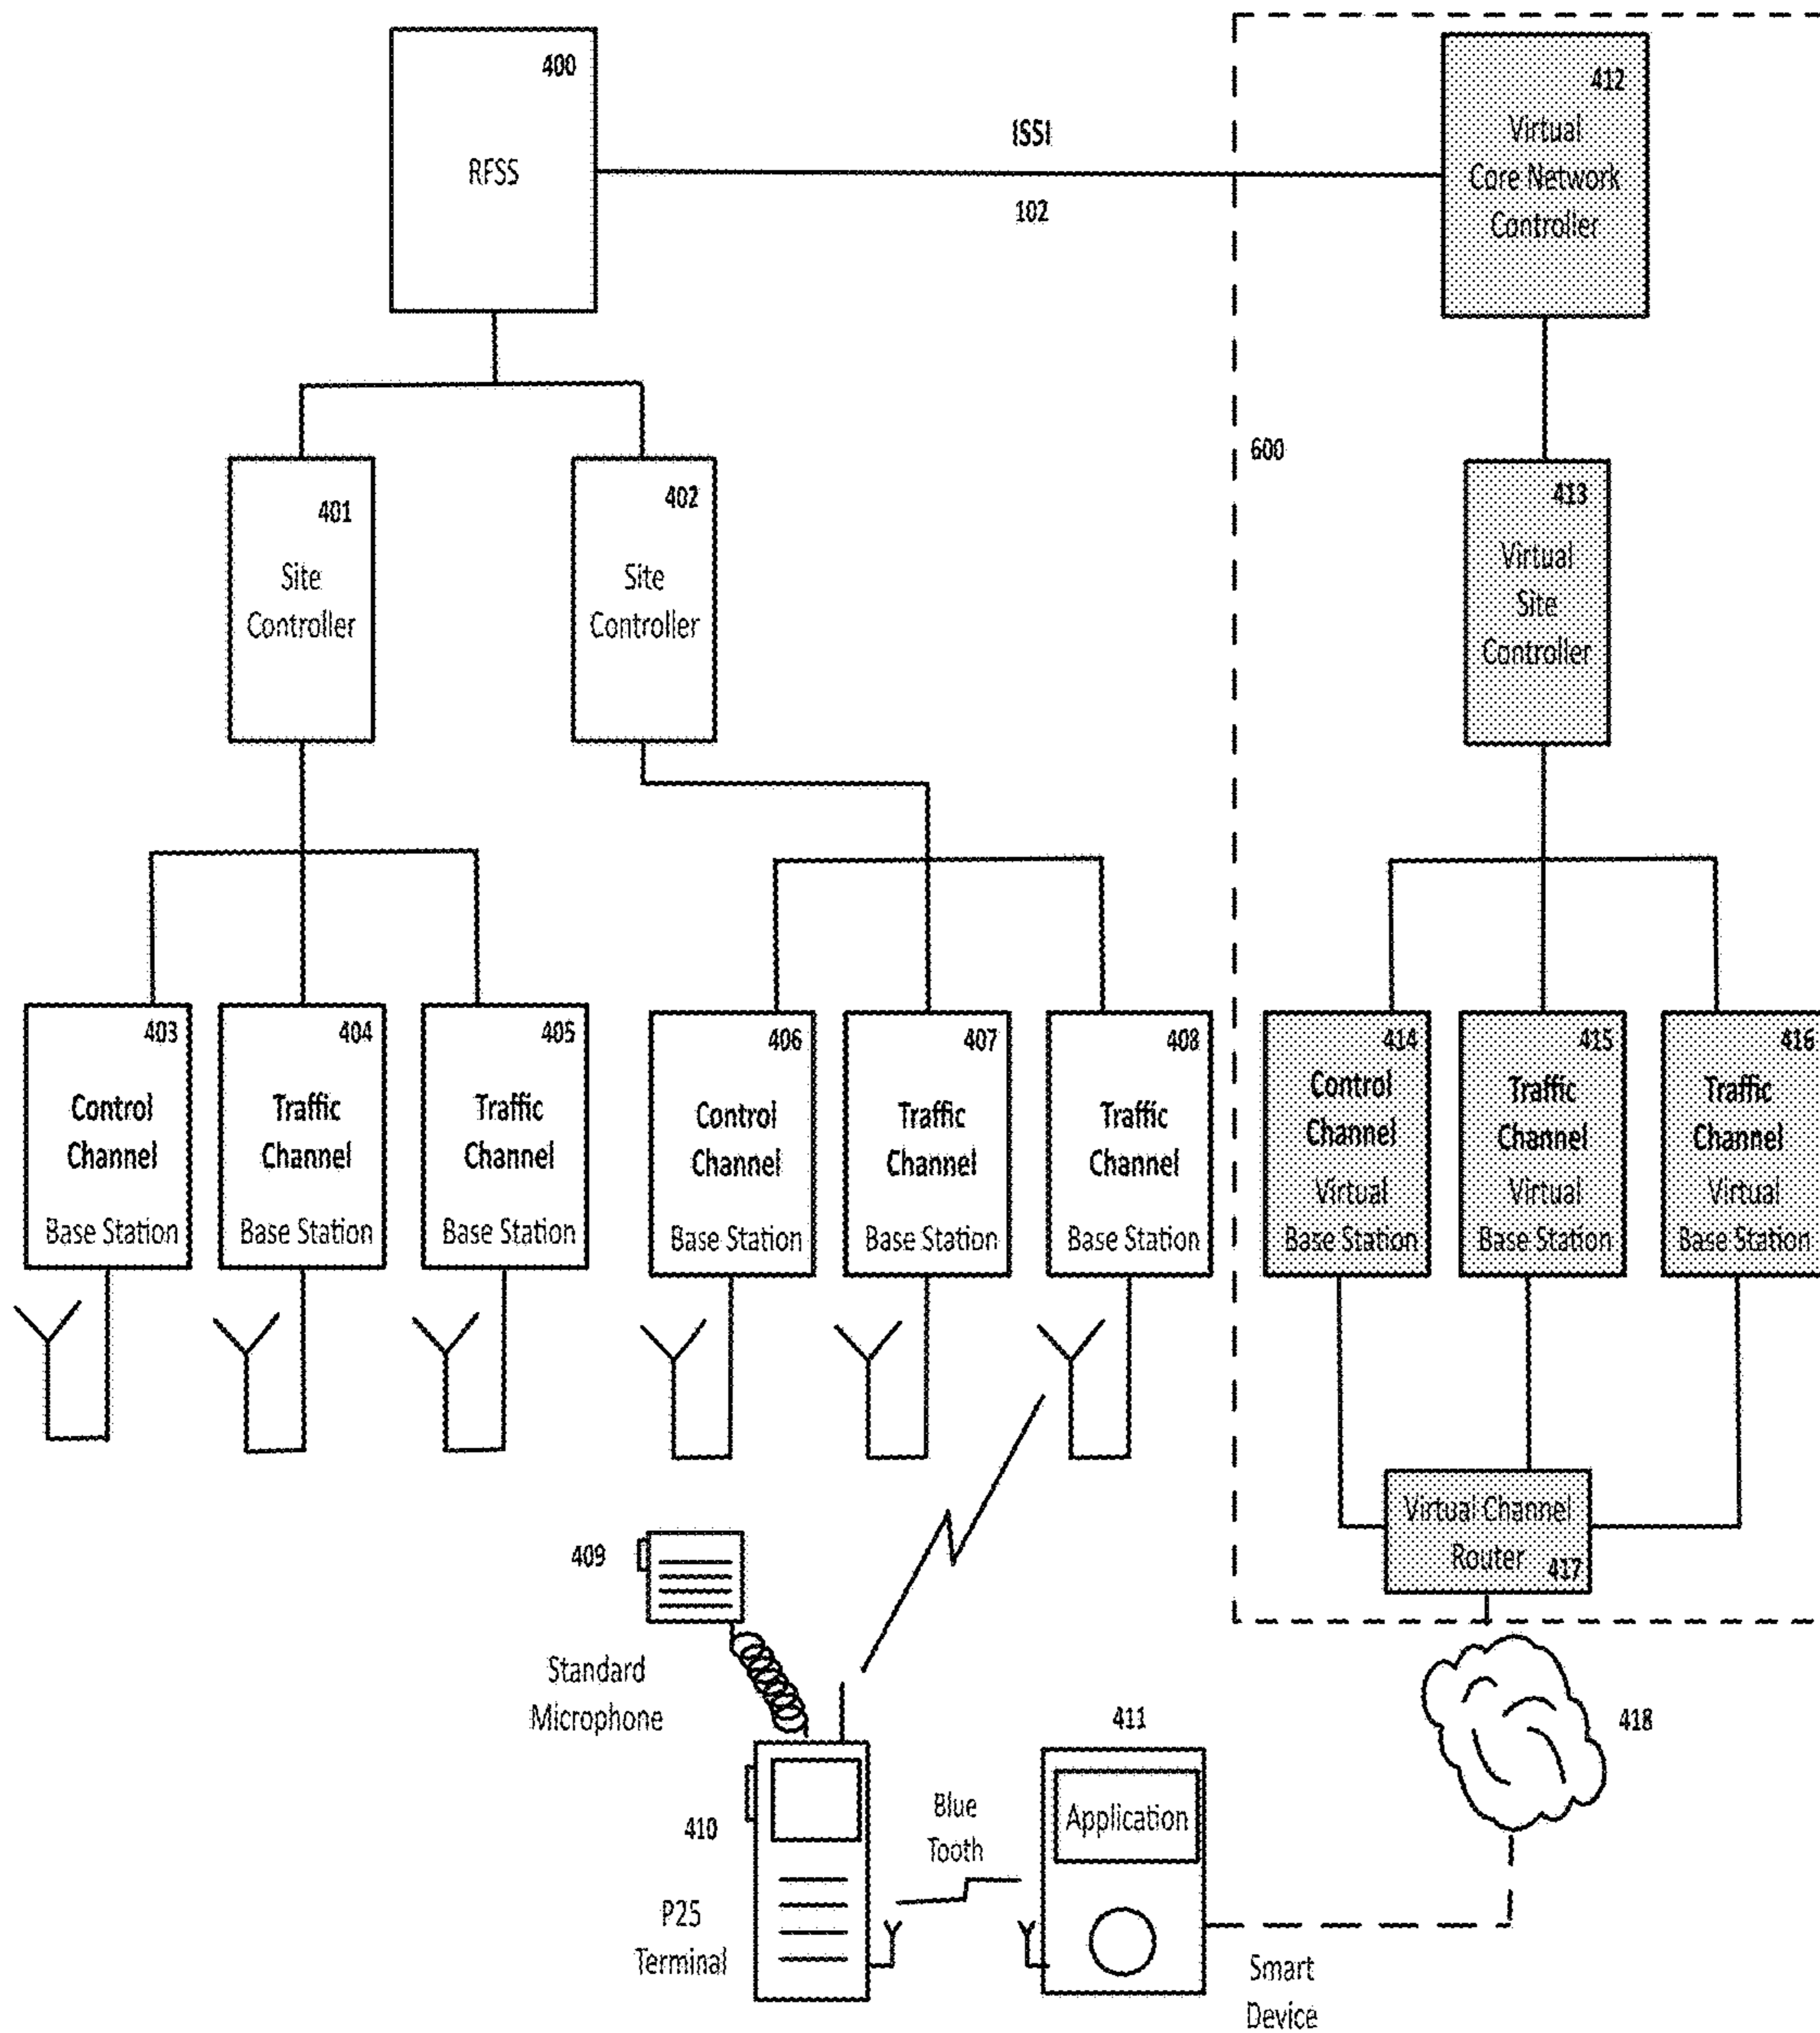 400
RFSS
ISSI
102
412
Virtual
Core Network
Controller
600
401
Site
Controller
402
Site
Controller
413
Virtual
Site
Controller
403
Control
Channel
Base Station
404
Traffic
Channel
Base Station
405
Traffic
Channel
Base Station
406
Control
Channel
Base Station
407
Traffic
Channel
Base Station
408
Traffic
Channel
Base Station
414
Control
Channel
Virtual
Base Station
415
Traffic
Channel
Virtual
Base Station
416
Traffic
Channel
Virtual
Base Station
Virtual Channel
Router 417
409
Standard
Microphone
410
P25
Terminal
Blue
Tooth
411
Application
Smart
Device
418